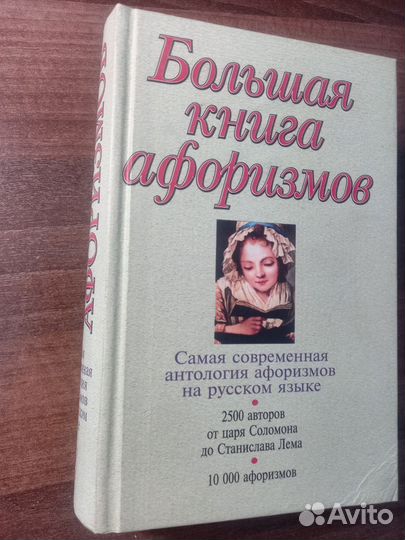 Большая
книга
афоризмов
Самая современная
антология афоризмов
на русском языке
•
2500 авторов
от царя Соломона
до Станислава Лема
•
10 000 афоризмов
Avito